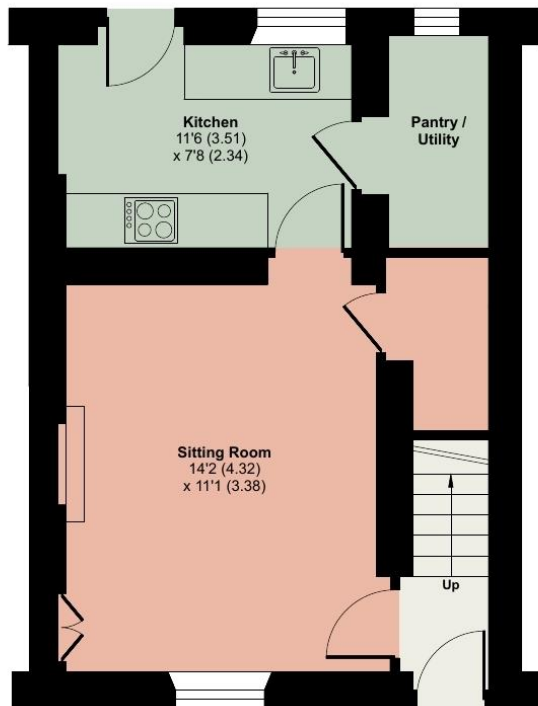 Kitchen
11'6 (3.51)
x 7'8 (2.34)
Pantry /
Utility
Sitting Room
14'2 (4.32)
x 11'1 (3.38)
Up